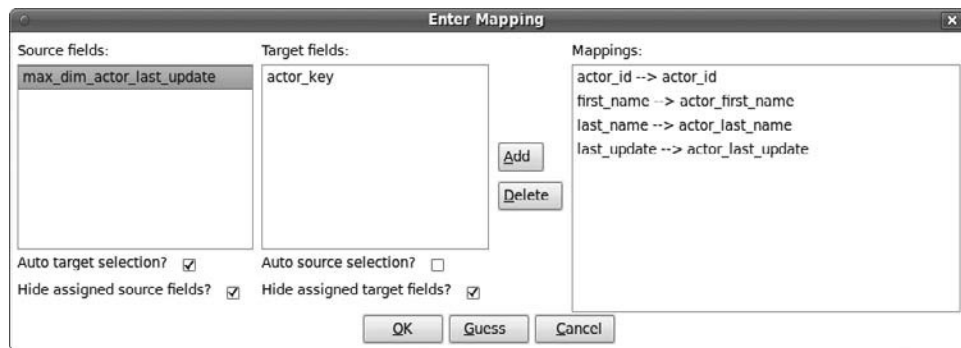 Enter Mapping
Source fields:
max_dim_actor_last_update
Target fields:
actor_key
Add
Delete
Mappings:
actor_id --> actor_id
first_name --> actor_first_name
last_name --> actor_last_name
last_update --> actor_last_update
Auto target selection?
Auto source selection?
Hide assigned source fields?
Hide assigned target fields?
OK
Guess
Cancel